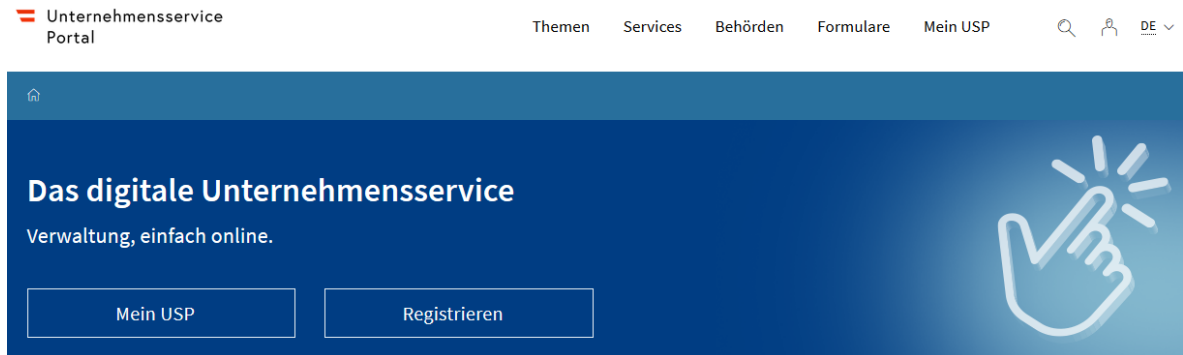 Unternehmensservice
Portal
Themen Services Behörden Formulare Mein USP DE
Das digitale Unternehmensservice
Verwaltung, einfach online.
Mein USP Registrieren